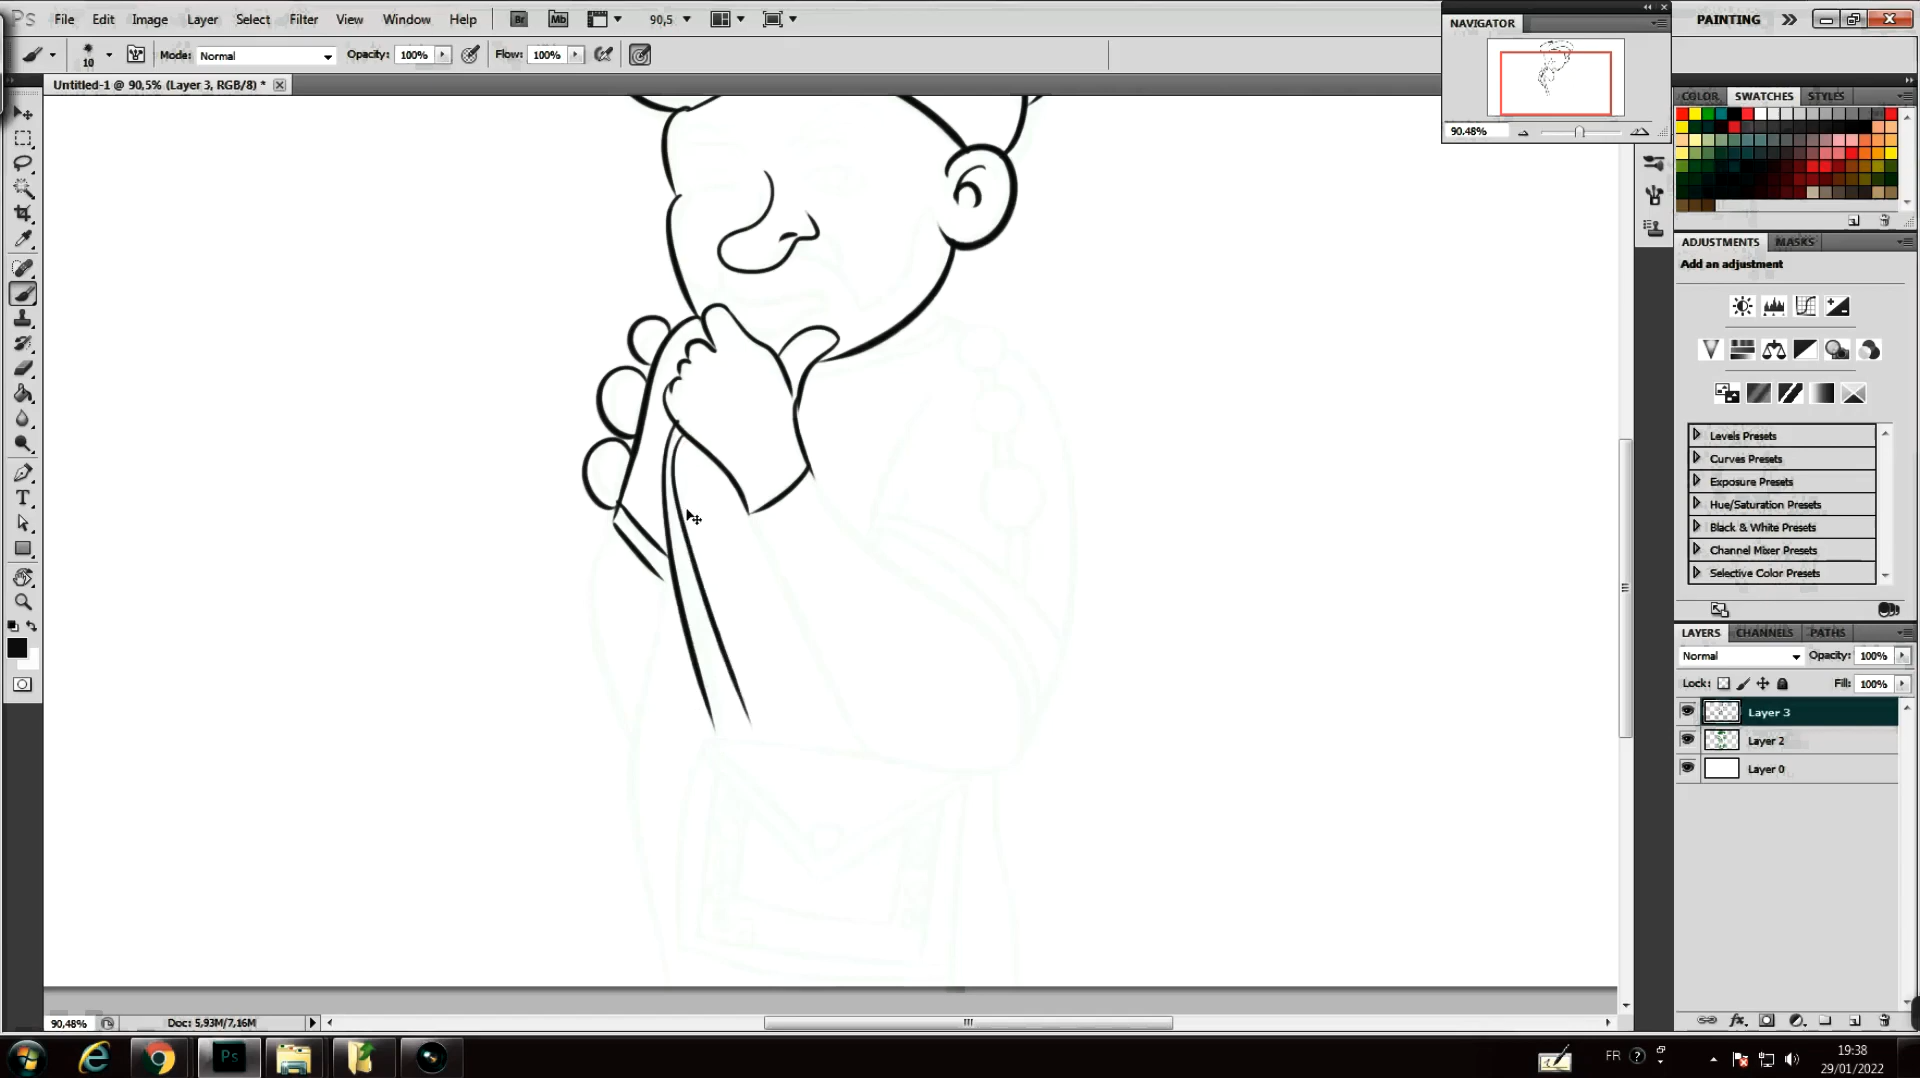 Ps File Edit Image Layer Select Filter View Window Help Br Mb 90,5 PAINTING
10 Mode: Normal Opacity: 100% Flow: 100%
Untitled-1 @ 90,5% (Layer 3, RGB/8) *
NAVIGATOR
90.48%
COLOR SWATCHES STYLES
ADJUSTMENTS MASKS
Add an adjustment
Levels Presets
Curves Presets
Exposure Presets
Hue/Saturation Presets
Black & White Presets
Channel Mixer Presets
Selective Color Presets
LAYERS CHANNELS PATHS
Normal Opacity: 100%
Lock: Fill: 100%
Layer 3
Layer 2
Layer 0
90,48% Doc: 5,93M/7,16M
Ps FR 19:38
29/01/2022